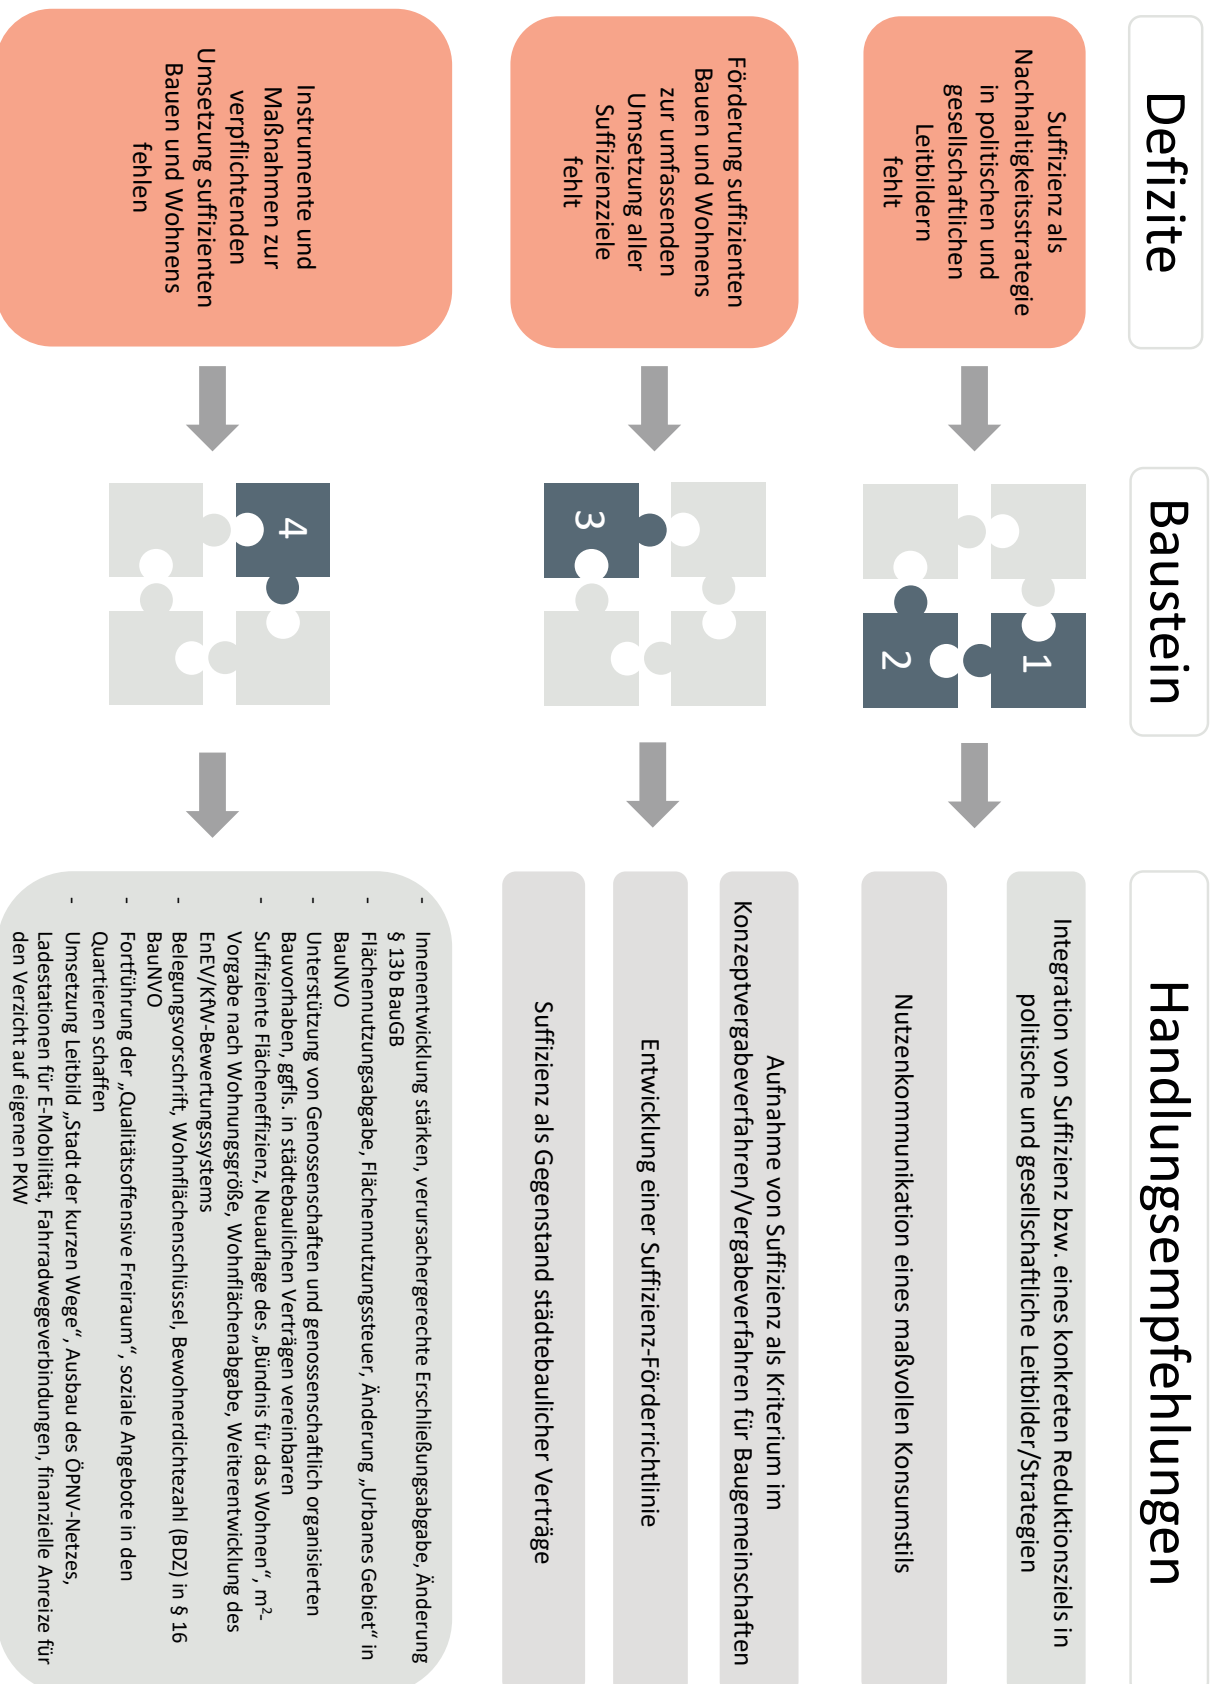 Defizite
Baustein
Handlungsempfehlungen
Suffizienz als
Nachhaltigkeitsstrategie
in politischen und
gesellschaftlichen
Leitbildern
fehlt
1
2
Integration von Suffizienz bzw. eines konkreten Reduktionsziels in
politische und gesellschaftliche Leitbilder/Strategien
Nutzenkommunikation eines maßvollen Konsumstils
Förderung suffizienten
Bauen und Wohnens
zur umfassenden
Umsetzung aller
Suffizienzziele
fehlt
3
Aufnahme von Suffizienz als Kriterium im
Konzeptvergabeverfahren/Vergabeverfahren für Baugemeinschaften
Entwicklung einer Suffizienz-Förderrichtlinie
Suffizienz als Gegenstand städtebaulicher Verträge
Instrumente und
Maßnahmen zur
verpflichtenden
Umsetzung suffizienten
Bauen und Wohnens
fehlen
4
- Innenentwicklung stärken, verursachergerechte Erschließungsabgabe, Änderung
§ 13b BauGB
- Flächennutzungsabgabe, Flächennutzungssteuer, Änderung „Urbanes Gebiet“ in
BauNVO
- Unterstützung von Genossenschaften und genossenschaftlich organisierten
Bauvorhaben, ggfls. in städtebaulichen Verträgen vereinbaren
- Suffiziente Flächeneffizienz, Neuauflage des „Bündnis für das Wohnen“, m²-
Vorgabe nach Wohnungsgröße, Wohnflächenabgabe, Weiterentwicklung des
EnEV/KfW-Bewertungssystems
- Belegungsvorschrift, Wohnflächenschlüssel, Bewohnerdichtezahl (BDZ) in § 16
BauNVO
- Fortführung der „Qualitätsoffensive Freiraum“, soziale Angebote in den
Quartieren schaffen
- Umsetzung Leitbild „Stadt der kurzen Wege“, Ausbau des ÖPNV-Netzes,
Ladestationen für E-Mobilität, Fahrradwegeverbindungen, finanzielle Anreize für
den Verzicht auf eigenen PKW